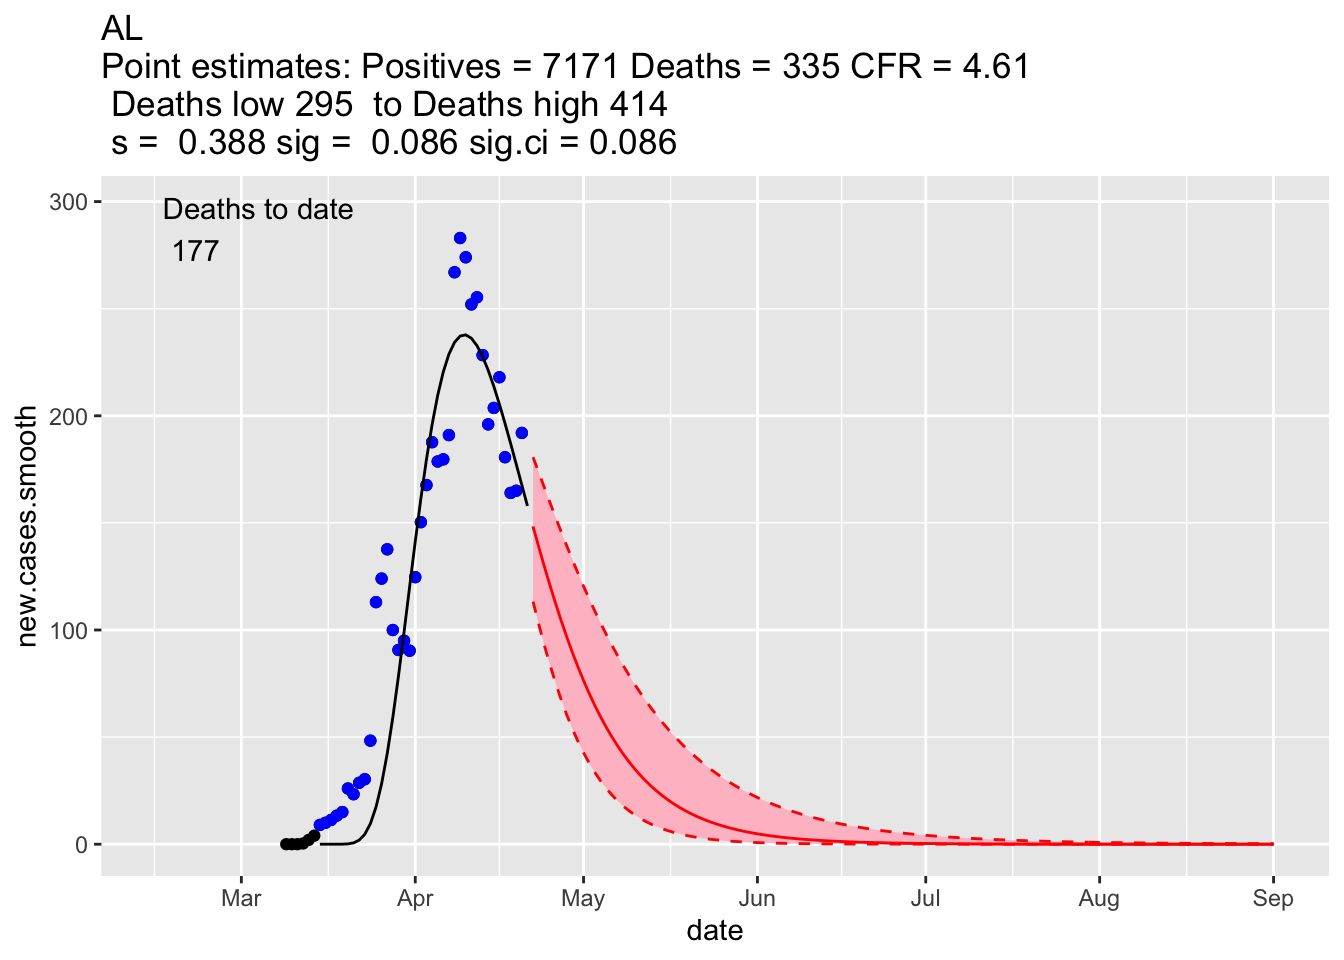 AL
Point estimates: Positives = 7171 Deaths = 335 CFR = 4.61
Deaths low 295  to Deaths high 414
s =  0.388 sig =  0.086 sig.ci = 0.086
Deaths to date
177
300
200
100
0
new.cases.smooth
Mar Apr May Jun Jul Aug Sep
date